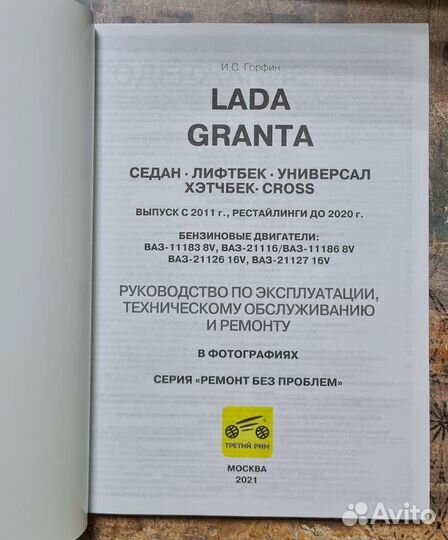 И.С. Горфин
LADA
GRANTA
СЕДАН · ЛИФТБЕК · УНИВЕРСАЛ
ХЭТЧБЕК· CROSS
ВЫПУСК С 2011 г., РЕСТАЙЛИНГИ ДО 2020 г.
БЕНЗИНОВЫЕ ДВИГАТЕЛИ:
ВАЗ-11183 8V, ВАЗ-21116/ВАЗ-11186 8V
ВАЗ-21126 16V, ВАЗ-21127 16V
РУКОВОДСТВО ПО ЭКСПЛУАТАЦИИ,
ТЕХНИЧЕСКОМУ ОБСЛУЖИВАНИЮ
И РЕМОНТУ
В ФОТОГРАФИЯХ
СЕРИЯ «РЕМОНТ БЕЗ ПРОБЛЕМ»
ТРЕТИЙ РИМ
МОСКВА
2021
Avito